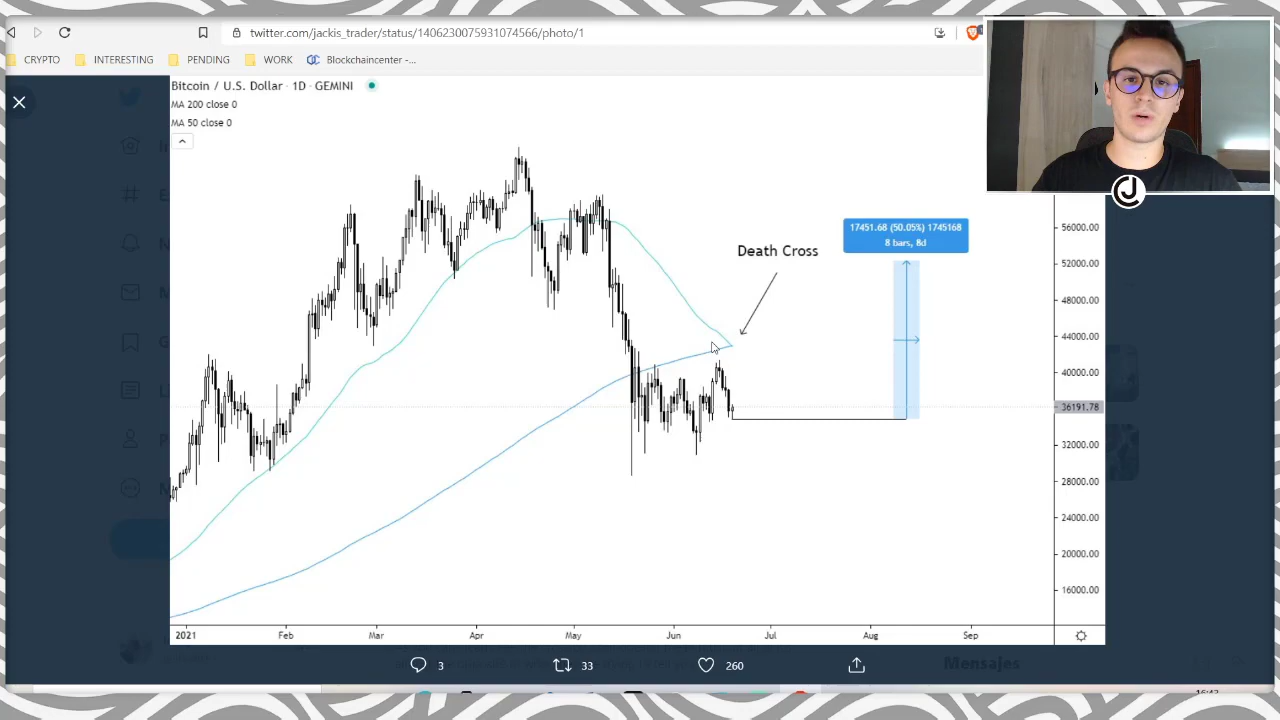 twitter.com/jackis_trader/status/1406230075931074566/photo/1
CRYPTO INTERESTING PENDING WORK Blockchaincenter -...
Bitcoin / U.S. Dollar · 1D · GEMINI
MA 200 close 0
MA 50 close 0
Death Cross
17451.68 (50.05%) 1745168
8 bars, 8d
56000.00
52000.00
48000.00
44000.00
40000.00
36191.78
32000.00
28000.00
24000.00
20000.00
16000.00
2021 Feb Mar Apr May Jun Jul Aug Sep
3 33 260
Mensajes